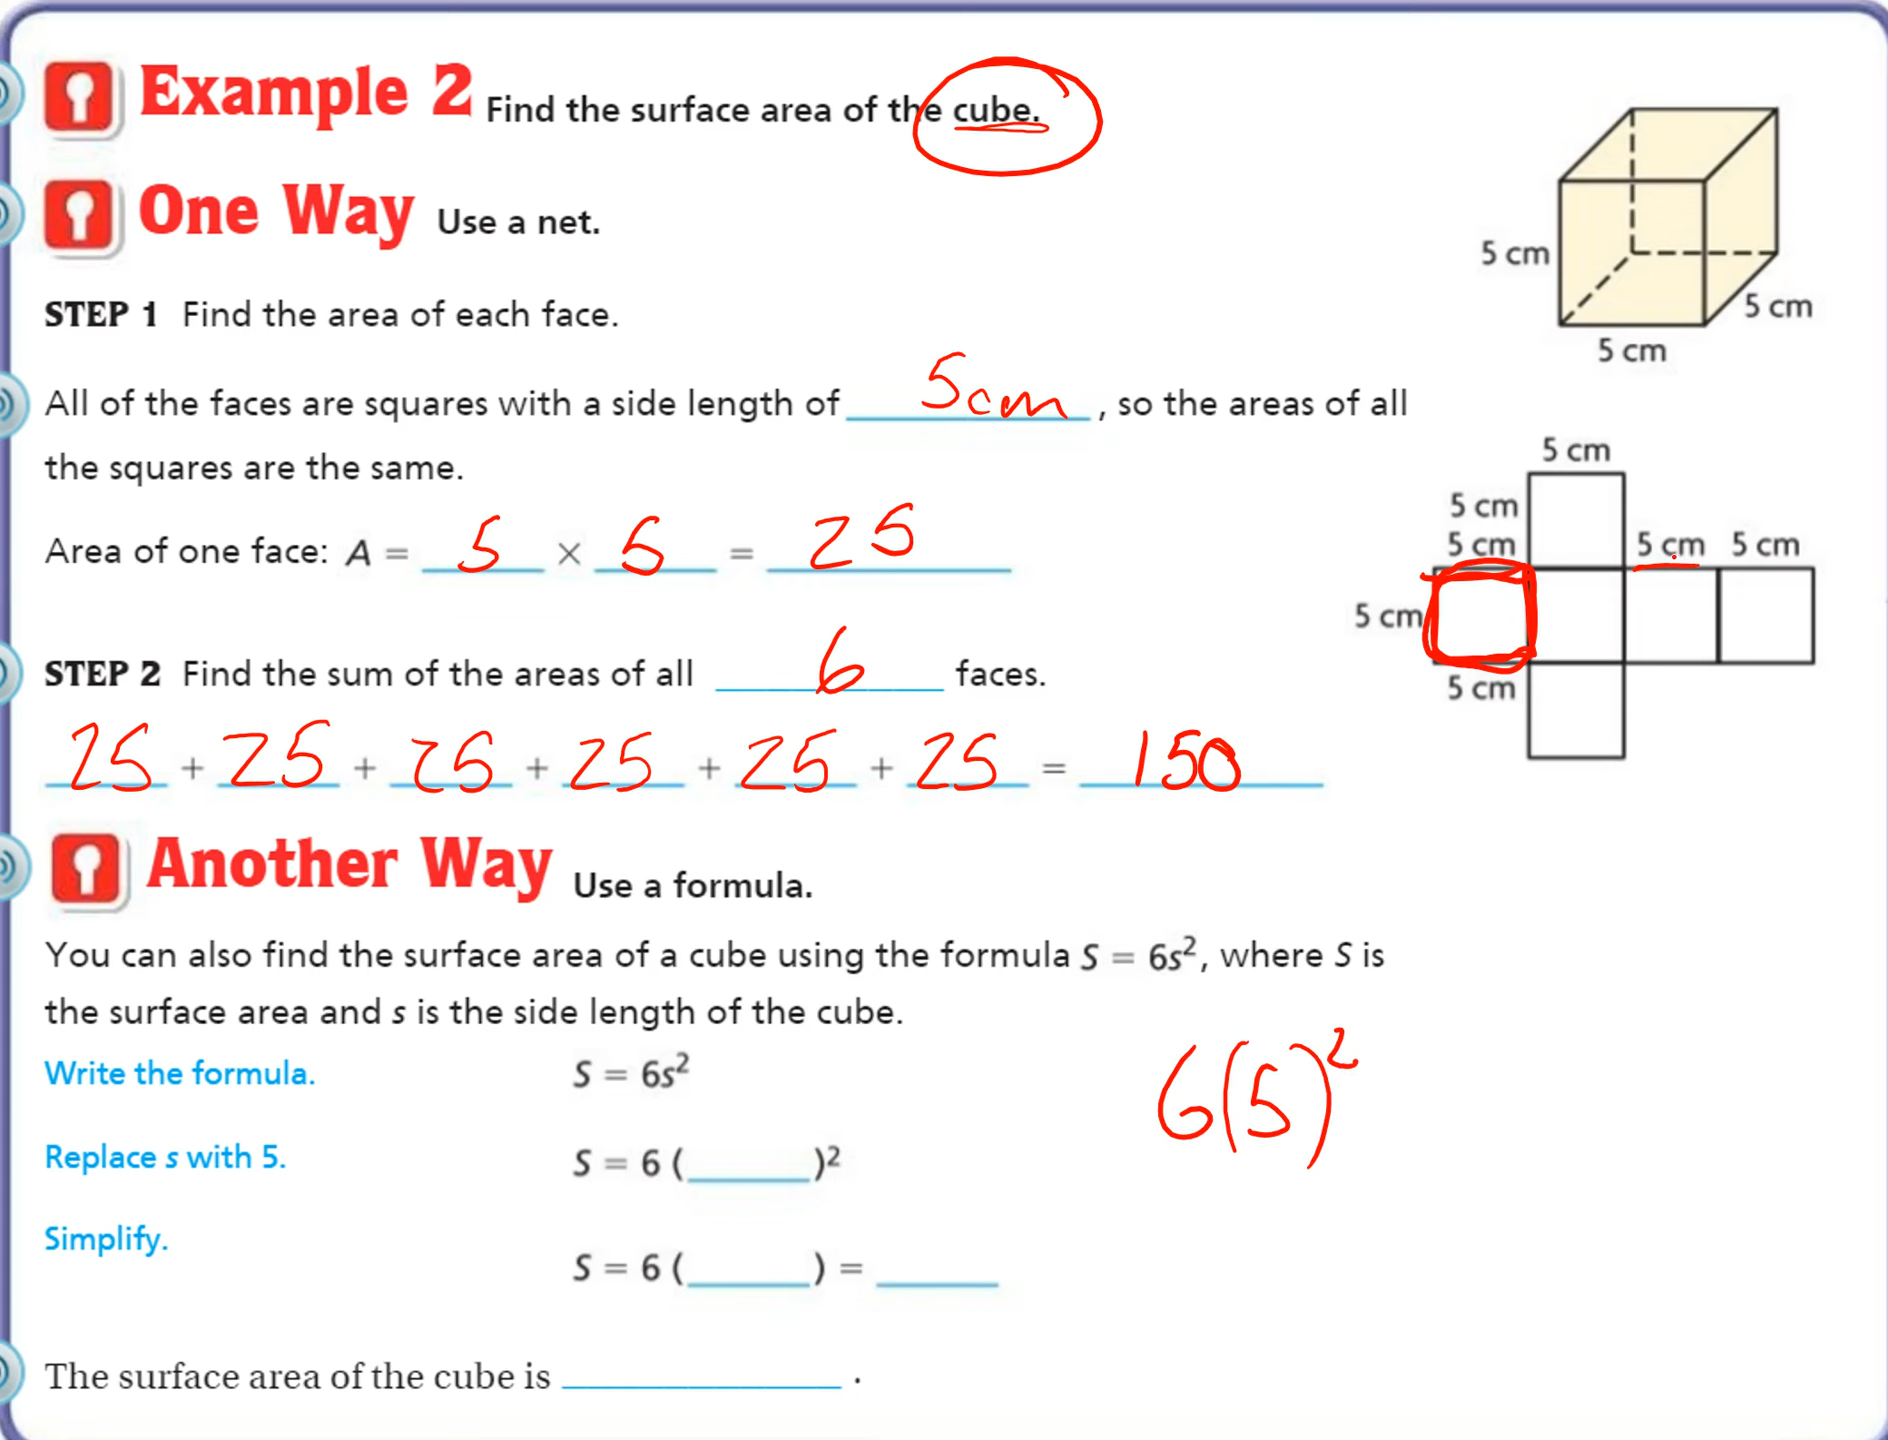 Example 2 Find the surface area of the cube.
One Way Use a net.
5 cm
5 cm
5 cm
STEP 1 Find the area of each face.
All of the faces are squares with a side length of 5cm, so the areas of all
the squares are the same.
5 cm
5 cm
5 cm 5 cm 5 cm
5 cm
5 cm
Area of one face: A = 5 × 5 = 25
STEP 2 Find the sum of the areas of all 6 faces.
25 + 25 + 25 + 25 + 25 + 25 = 150
Another Way Use a formula.
You can also find the surface area of a cube using the formula S = 6s², where S is
the surface area and s is the side length of the cube.
Write the formula. S = 6s²
6(5)²
Replace s with 5. S = 6 (______)²
Simplify.
S = 6 (______) = ______
The surface area of the cube is ______ .